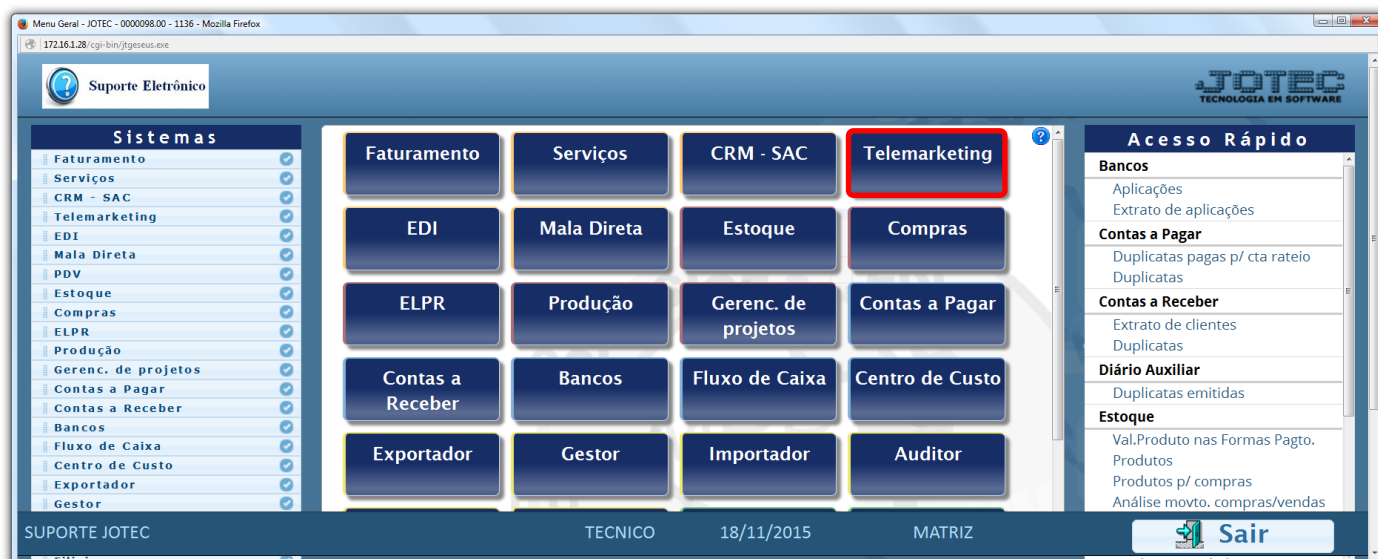 Menu Geral - JOTEC - 0000098.00 - 1136 - Mozilla Firefox
172.16.1.28/cgi-bin/jtgeseus.exe
Suporte Eletrônico
JOTEC
TECNOLOGIA EM SOFTWARE
Sistemas
Faturamento
Serviços
CRM - SAC
Telemarketing
EDI
Mala Direta
PDV
Estoque
Compras
ELPR
Produção
Gerenc. de projetos
Contas a Pagar
Contas a Receber
Bancos
Fluxo de Caixa
Centro de Custo
Exportador
Gestor
Faturamento
Serviços
CRM - SAC
Telemarketing
EDI
Mala Direta
Estoque
Compras
ELPR
Produção
Gerenc. de
projetos
Contas a Pagar
Contas a
Receber
Bancos
Fluxo de Caixa
Centro de Custo
Exportador
Gestor
Importador
Auditor
Acesso Rápido
Bancos
Aplicações
Extrato de aplicações
Contas a Pagar
Duplicatas pagas p/ cta rateio
Duplicatas
Contas a Receber
Extrato de clientes
Duplicatas
Diário Auxiliar
Duplicatas emitidas
Estoque
Val.Produto nas Formas Pagto.
Produtos
Produtos p/ compras
Análise movto. compras/vendas
SUPORTE JOTEC
TECNICO
18/11/2015
MATRIZ
Sair